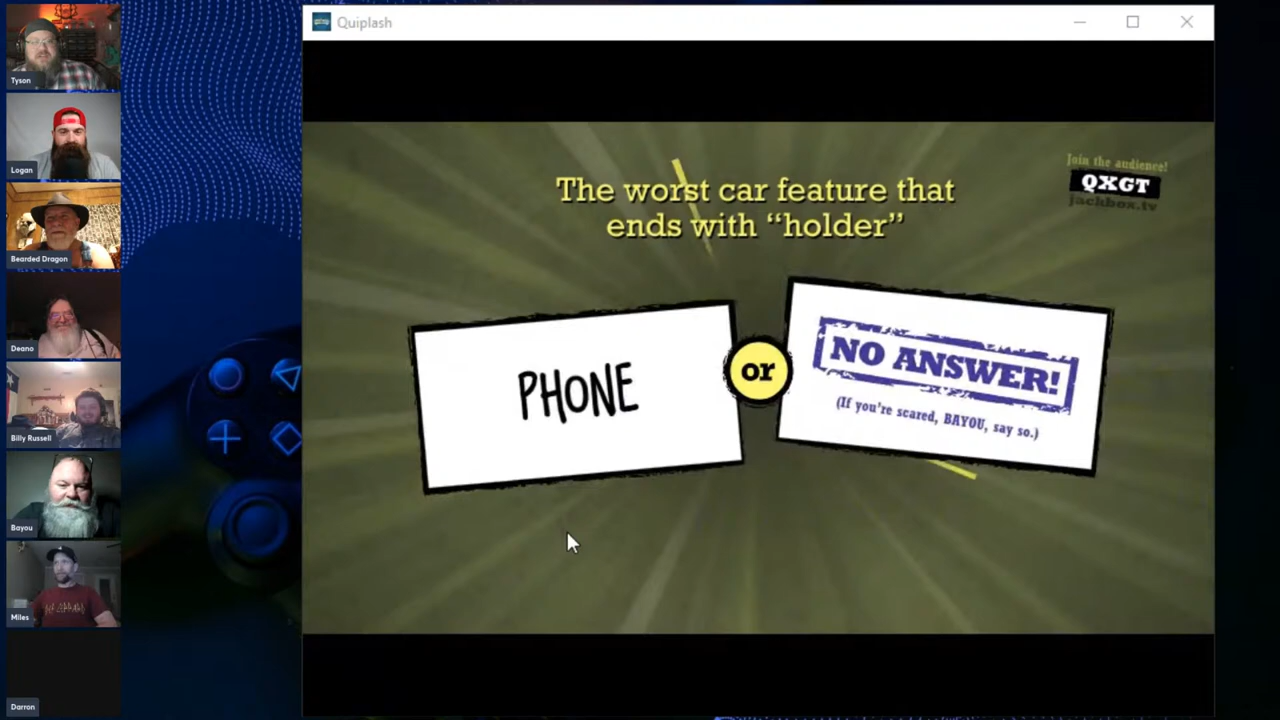 Quiplash
Tyson
Logan
Bearded Dragon
Deano
Billy Russell
Bayou
Miles
Darron
Join the audience!
QXGT
jackbox.tv
The worst car feature that
ends with “holder”
PHONE
or
NO ANSWER!
(If you're scared, BAYOU, say so.)